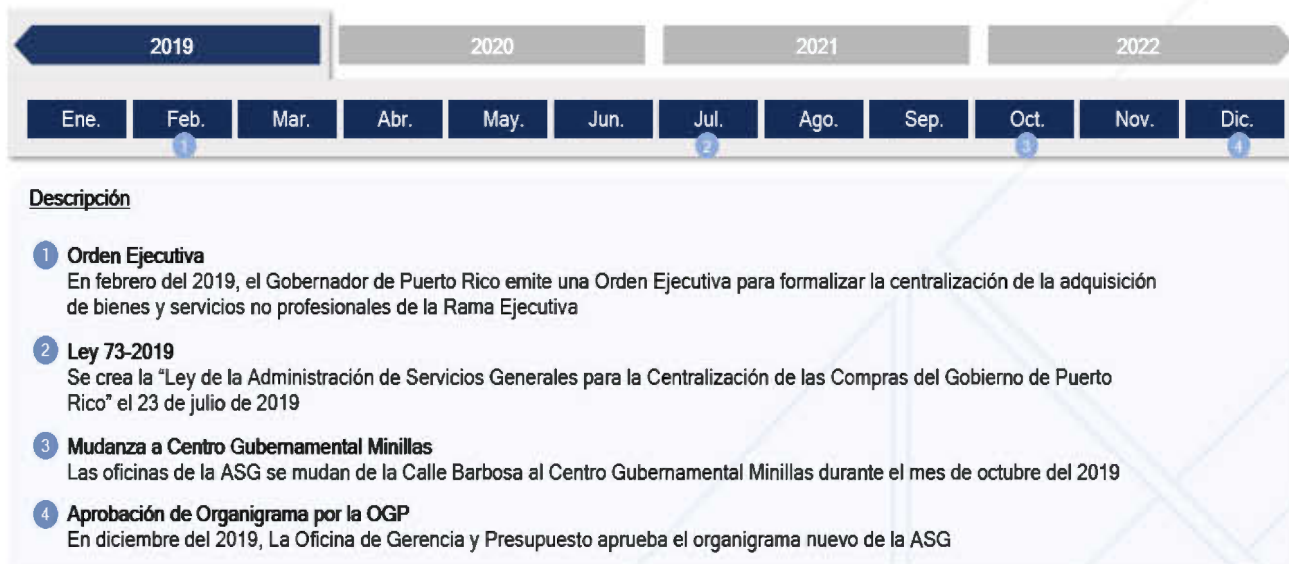 2019 2020 2021 2022
Ene. Feb. Mar. Abr. May. Jun. Jul. Ago. Sep. Oct. Nov. Dic.
1 2 3 4
Descripción
1 Orden Ejecutiva
En febrero del 2019, el Gobernador de Puerto Rico emite una Orden Ejecutiva para formalizar la centralización de la adquisición
de bienes y servicios no profesionales de la Rama Ejecutiva
2 Ley 73-2019
Se crea la “Ley de la Administración de Servicios Generales para la Centralización de las Compras del Gobierno de Puerto
Rico” el 23 de julio de 2019
3 Mudanza a Centro Gubernamental Minillas
Las oficinas de la ASG se mudan de la Calle Barbosa al Centro Gubernamental Minillas durante el mes de octubre del 2019
4 Aprobación de Organigrama por la OGP
En diciembre del 2019, La Oficina de Gerencia y Presupuesto aprueba el organigrama nuevo de la ASG